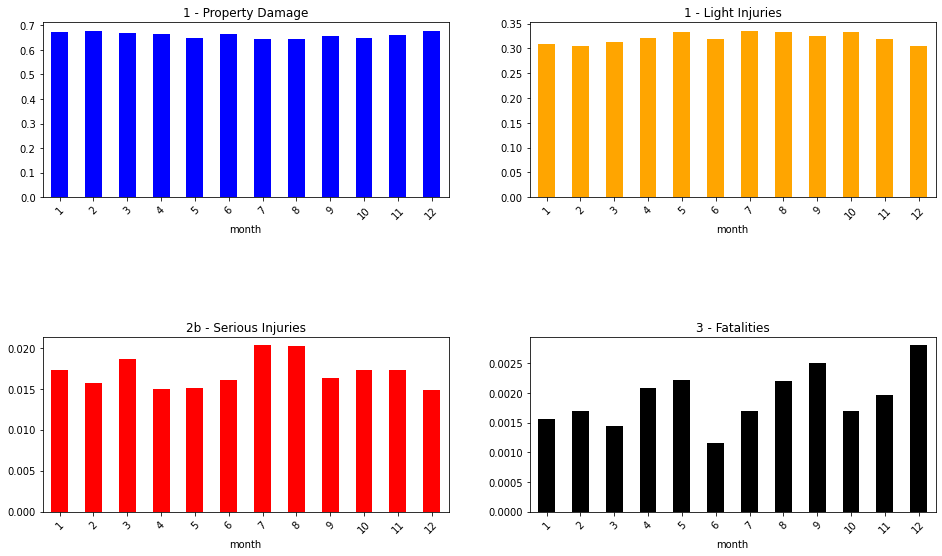 1 - Property Damage
0.7
0.6
0.5
0.4
0.3
0.2
0.1
0.0
1 2 3 4 5 6 7 8 9 10 11 12
month
1 - Light Injuries
0.35
0.30
0.25
0.20
0.15
0.10
0.05
0.00
1 2 3 4 5 6 7 8 9 10 11 12
month
2b - Serious Injuries
0.020
0.015
0.010
0.005
0.000
1 2 3 4 5 6 7 8 9 10 11 12
month
3 - Fatalities
0.0025
0.0020
0.0015
0.0010
0.0005
0.0000
1 2 3 4 5 6 7 8 9 10 11 12
month